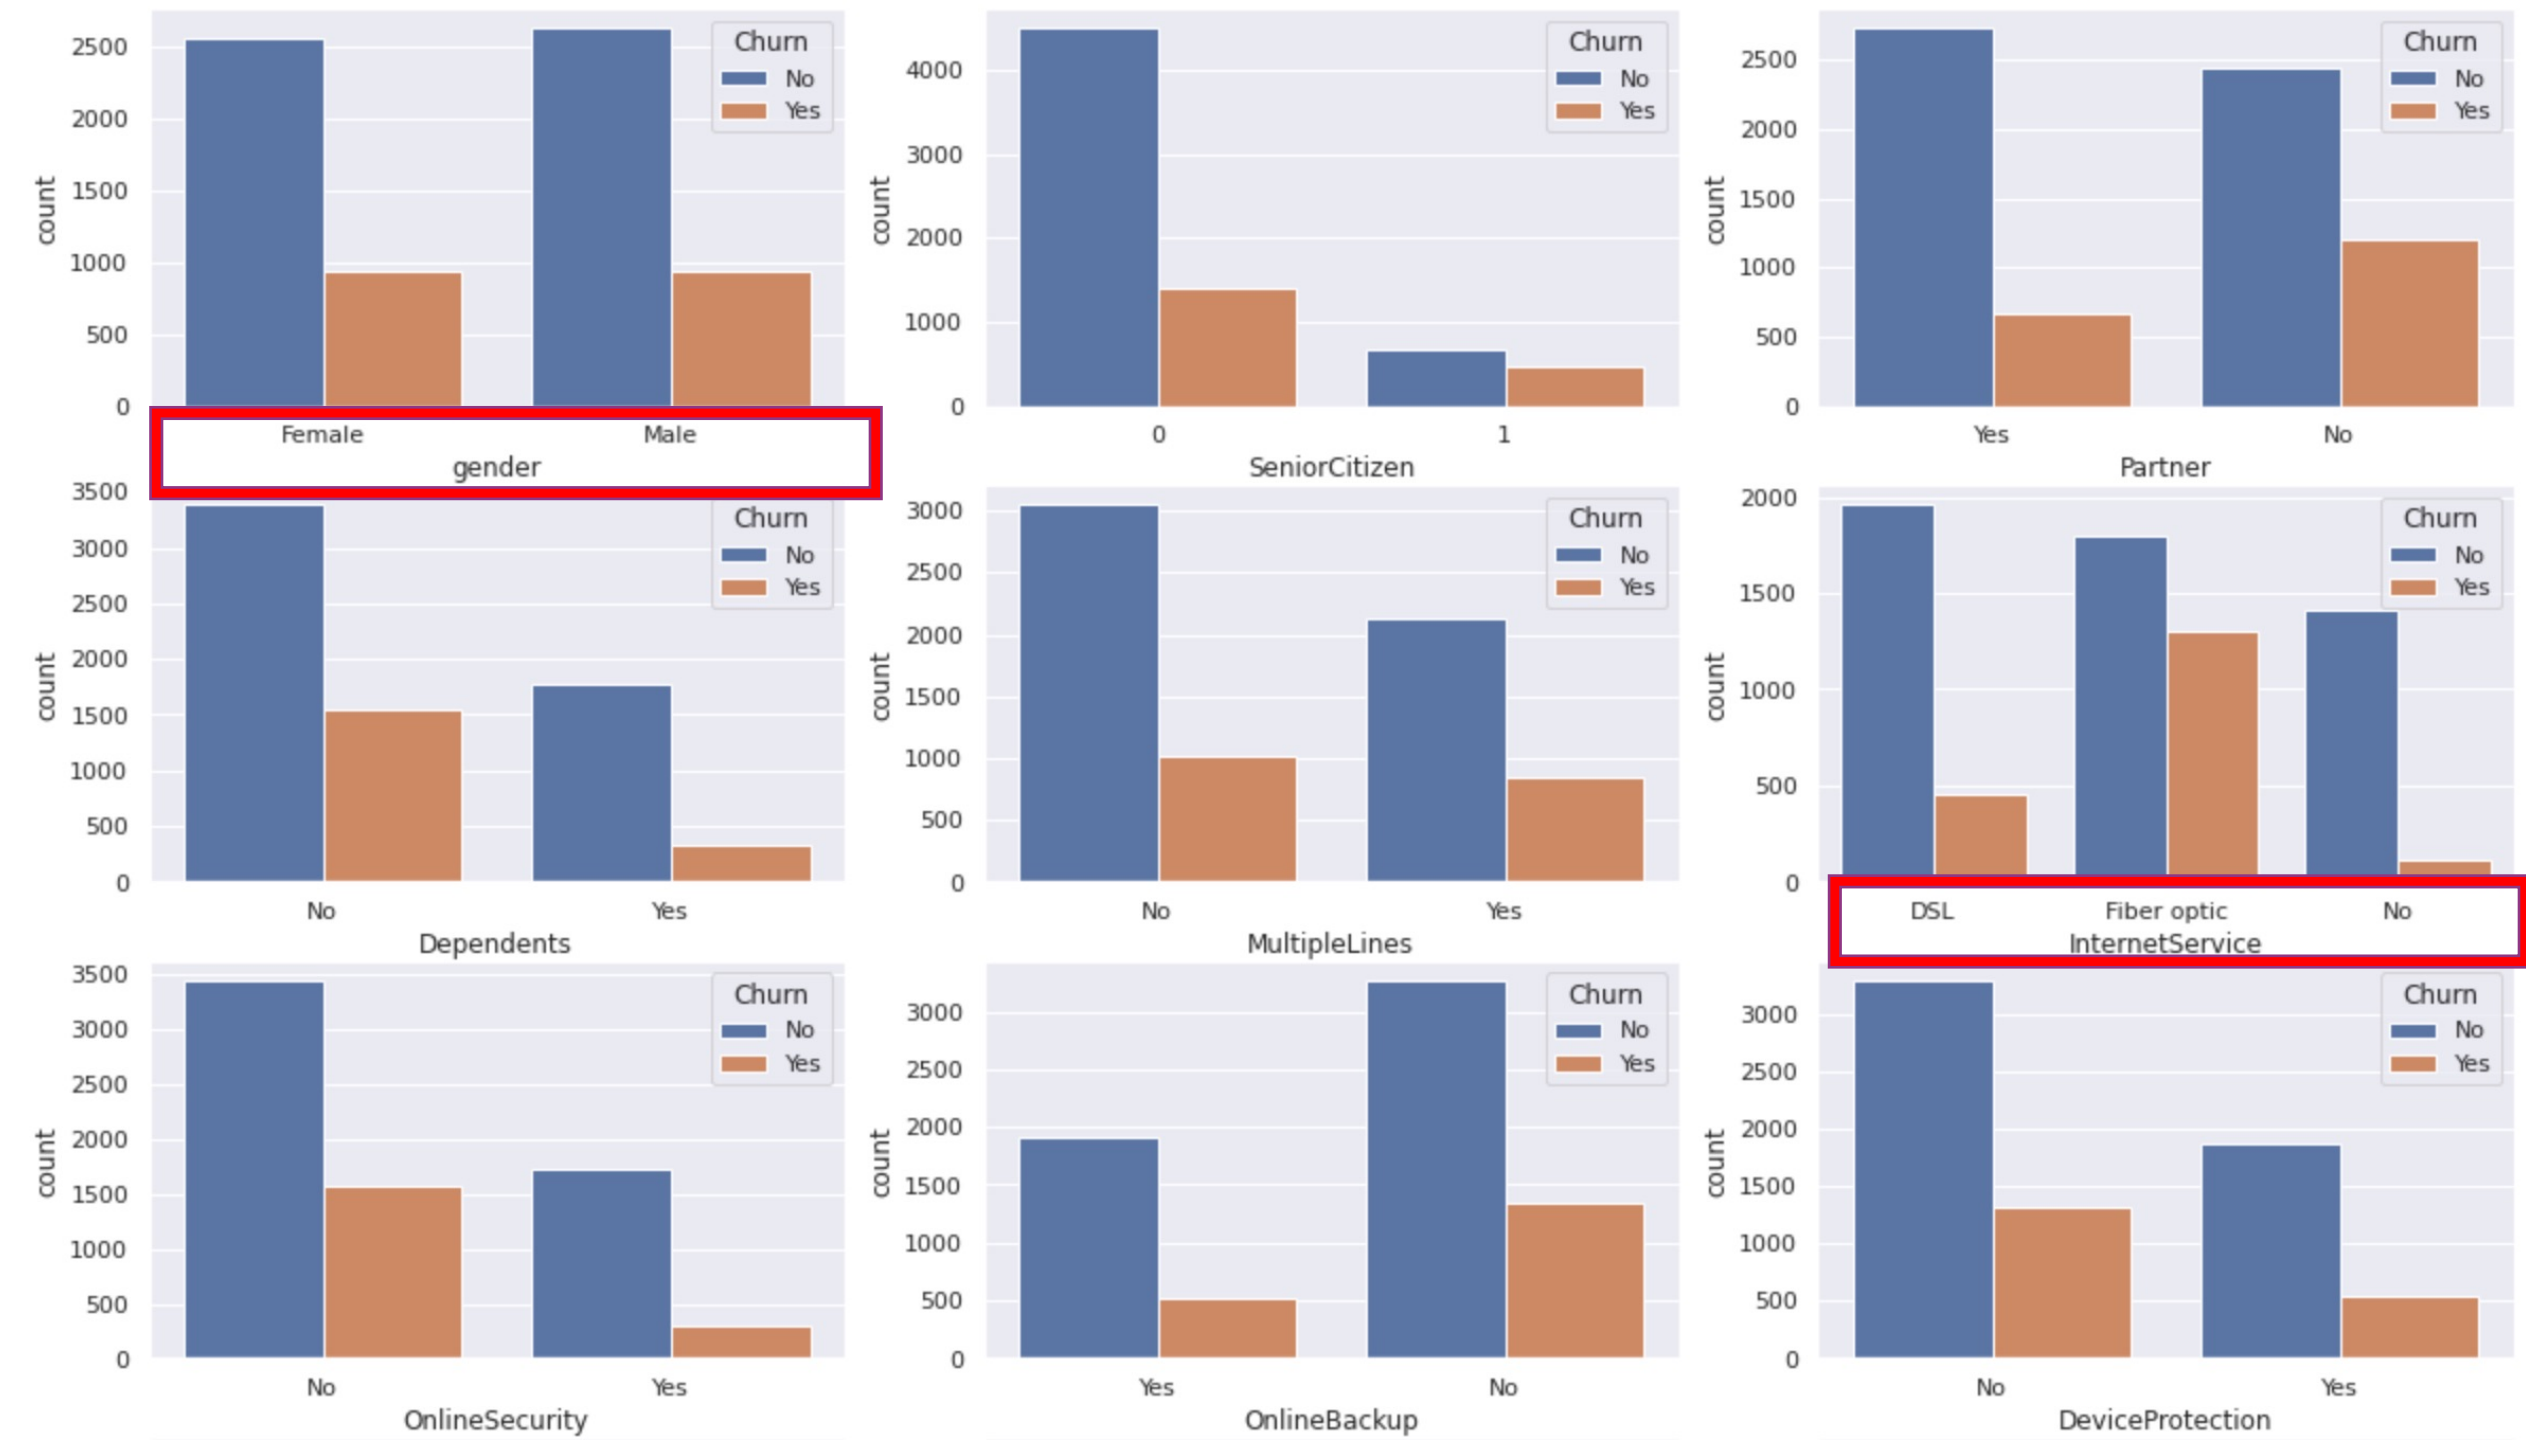 2500
2000
1500
1000
500
0
count
Churn
No
Yes
Female Male
gender
4000
3000
2000
1000
0
count
Churn
No
Yes
0 1
SeniorCitizen
2500
2000
1500
1000
500
0
count
Churn
No
Yes
Yes No
Partner
3500
3000
2500
2000
1500
1000
500
0
count
Churn
No
Yes
No Yes
Dependents
3000
2500
2000
1500
1000
500
0
count
Churn
No
Yes
No Yes
MultipleLines
2000
1500
1000
500
0
count
Churn
No
Yes
DSL Fiber optic No
InternetService
3500
3000
2500
2000
1500
1000
500
0
count
Churn
No
Yes
No Yes
OnlineSecurity
3000
2500
2000
1500
1000
500
0
count
Churn
No
Yes
Yes No
OnlineBackup
3000
2500
2000
1500
1000
500
0
count
Churn
No
Yes
No Yes
DeviceProtection